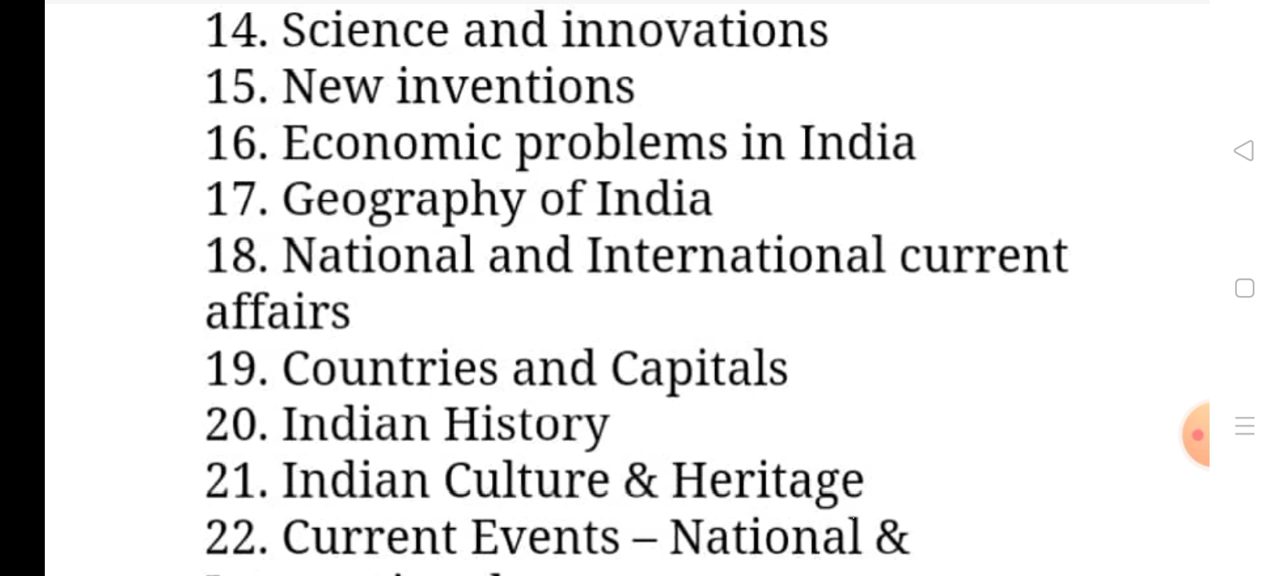 14. Science and innovations
15. New inventions
16. Economic problems in India
17. Geography of India
18. National and International current
affairs
19. Countries and Capitals
20. Indian History
21. Indian Culture & Heritage
22. Current Events – National &